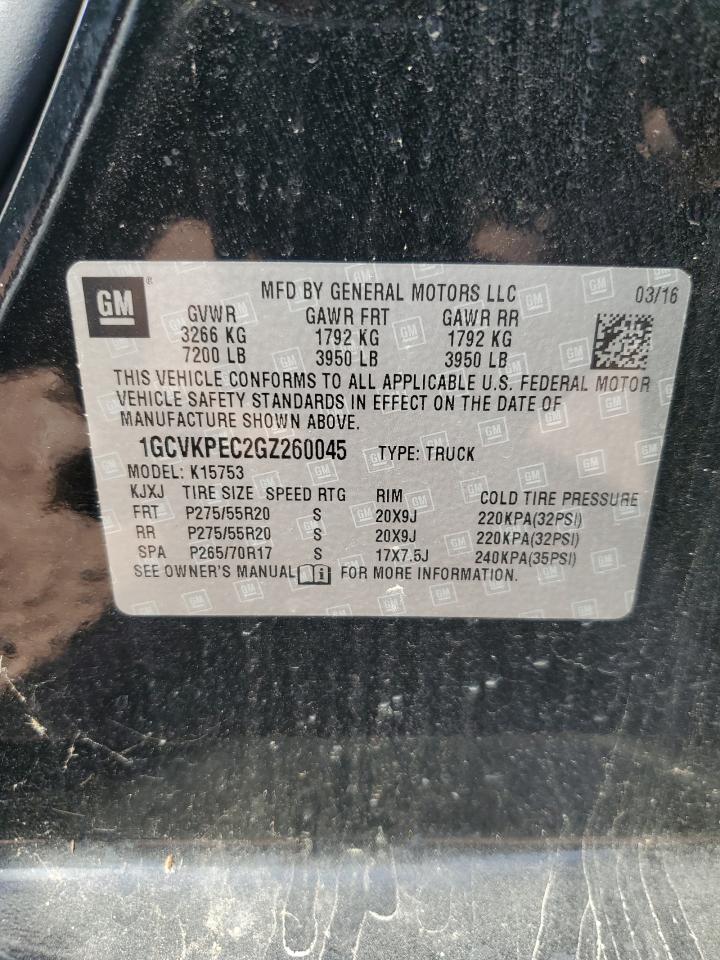 GM ®
MFD BY GENERAL MOTORS LLC 03/16
GVWR GAWR FRT GAWR RR
3266 KG 1792 KG 1792 KG
7200 LB 3950 LB 3950 LB
THIS VEHICLE CONFORMS TO ALL APPLICABLE U.S. FEDERAL MOTOR
VEHICLE SAFETY STANDARDS IN EFFECT ON THE DATE OF
MANUFACTURE SHOWN ABOVE.
1GCVKPEC2GZ260045 TYPE: TRUCK
MODEL: K15753
KJXJ TIRE SIZE SPEED RTG RIM COLD TIRE PRESSURE
FRT P275/55R20 S 20X9J 220KPA(32PSI)
RR P275/55R20 S 20X9J 220KPA(32PSI)
SPA P265/70R17 S 17X7.5J 240KPA(35PSI)
SEE OWNER'S MANUAL FOR MORE INFORMATION.